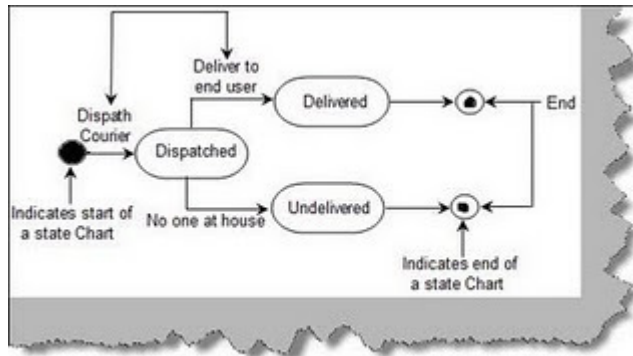 Deliver to
end user
Delivered
End
Dispath
Courier
Dispatched
Indicates start of
a state Chart
No one at house
Undelivered
Indicates end of
a state Chart